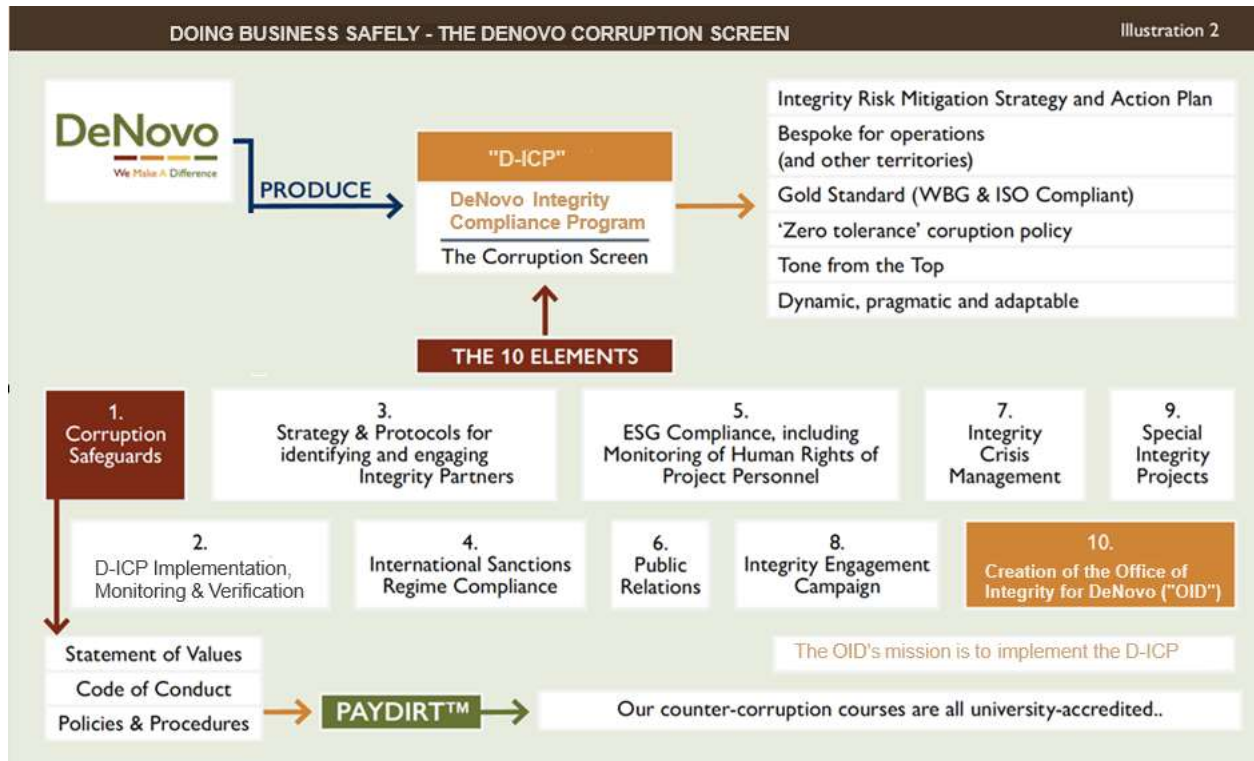 DOING BUSINESS SAFELY - THE DENOVO CORRUPTION SCREEN
Illustration 2
DeNovo
We Make A Difference
PRODUCE
"D-ICP"
DeNovo Integrity
Compliance Program
The Corruption Screen
Integrity Risk Mitigation Strategy and Action Plan
Bespoke for operations
(and other territories)
Gold Standard (WBG & ISO Compliant)
‘Zero tolerance’ coruption policy
Tone from the Top
Dynamic, pragmatic and adaptable
THE 10 ELEMENTS
1.
Corruption
Safeguards
3.
Strategy & Protocols for
identifying and engaging
Integrity Partners
5.
ESG Compliance, including
Monitoring of Human Rights of
Project Personnel
7.
Integrity
Crisis
Management
9.
Special
Integrity
Projects
2.
D-ICP Implementation,
Monitoring & Verification
4.
International Sanctions
Regime Compliance
6.
Public
Relations
8.
Integrity Engagement
Campaign
10.
Creation of the Office of
Integrity for DeNovo ("OID")
The OID's mission is to implement the D-ICP
Statement of Values
Code of Conduct
Policies & Procedures
PAYDIRT™
Our counter-corruption courses are all university-accredited..